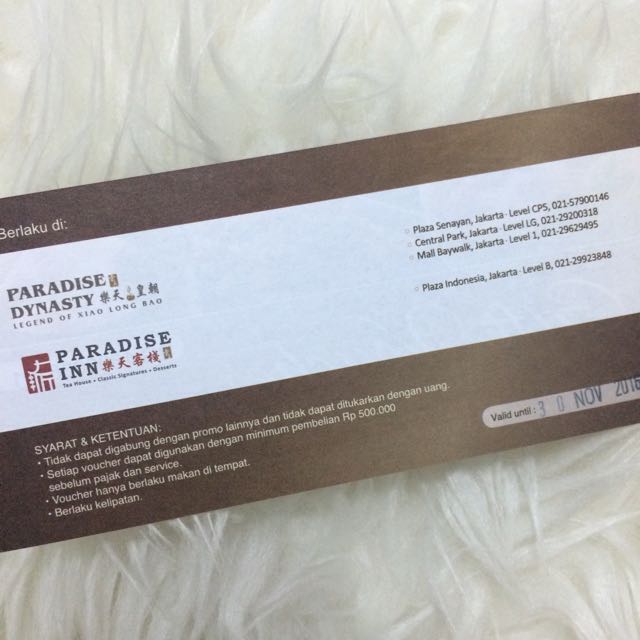 Berlaku di:
PARADISE
DYNASTY 樂天皇朝
LEGEND OF XIAO LONG BAO
Plaza Senayan, Jakarta - Level CP5, 021-57900146
Central Park, Jakarta - Level LG, 021-29200318
Mall Baywalk, Jakarta - Level 1, 021-29629495
PARADISE
INN 樂天客棧
Tea House • Classic Signatures • Desserts
Plaza Indonesia, Jakarta - Level B, 021-29923848
SYARAT & KETENTUAN:
• Tidak dapat digabung dengan promo lainnya dan tidak dapat ditukarkan dengan uang.
• Setiap voucher dapat digunakan dengan minimum pembelian Rp 500.000
sebelum pajak dan service.
• Voucher hanya berlaku makan di tempat.
• Berlaku kelipatan.
Valid until : 30 NOV 2016